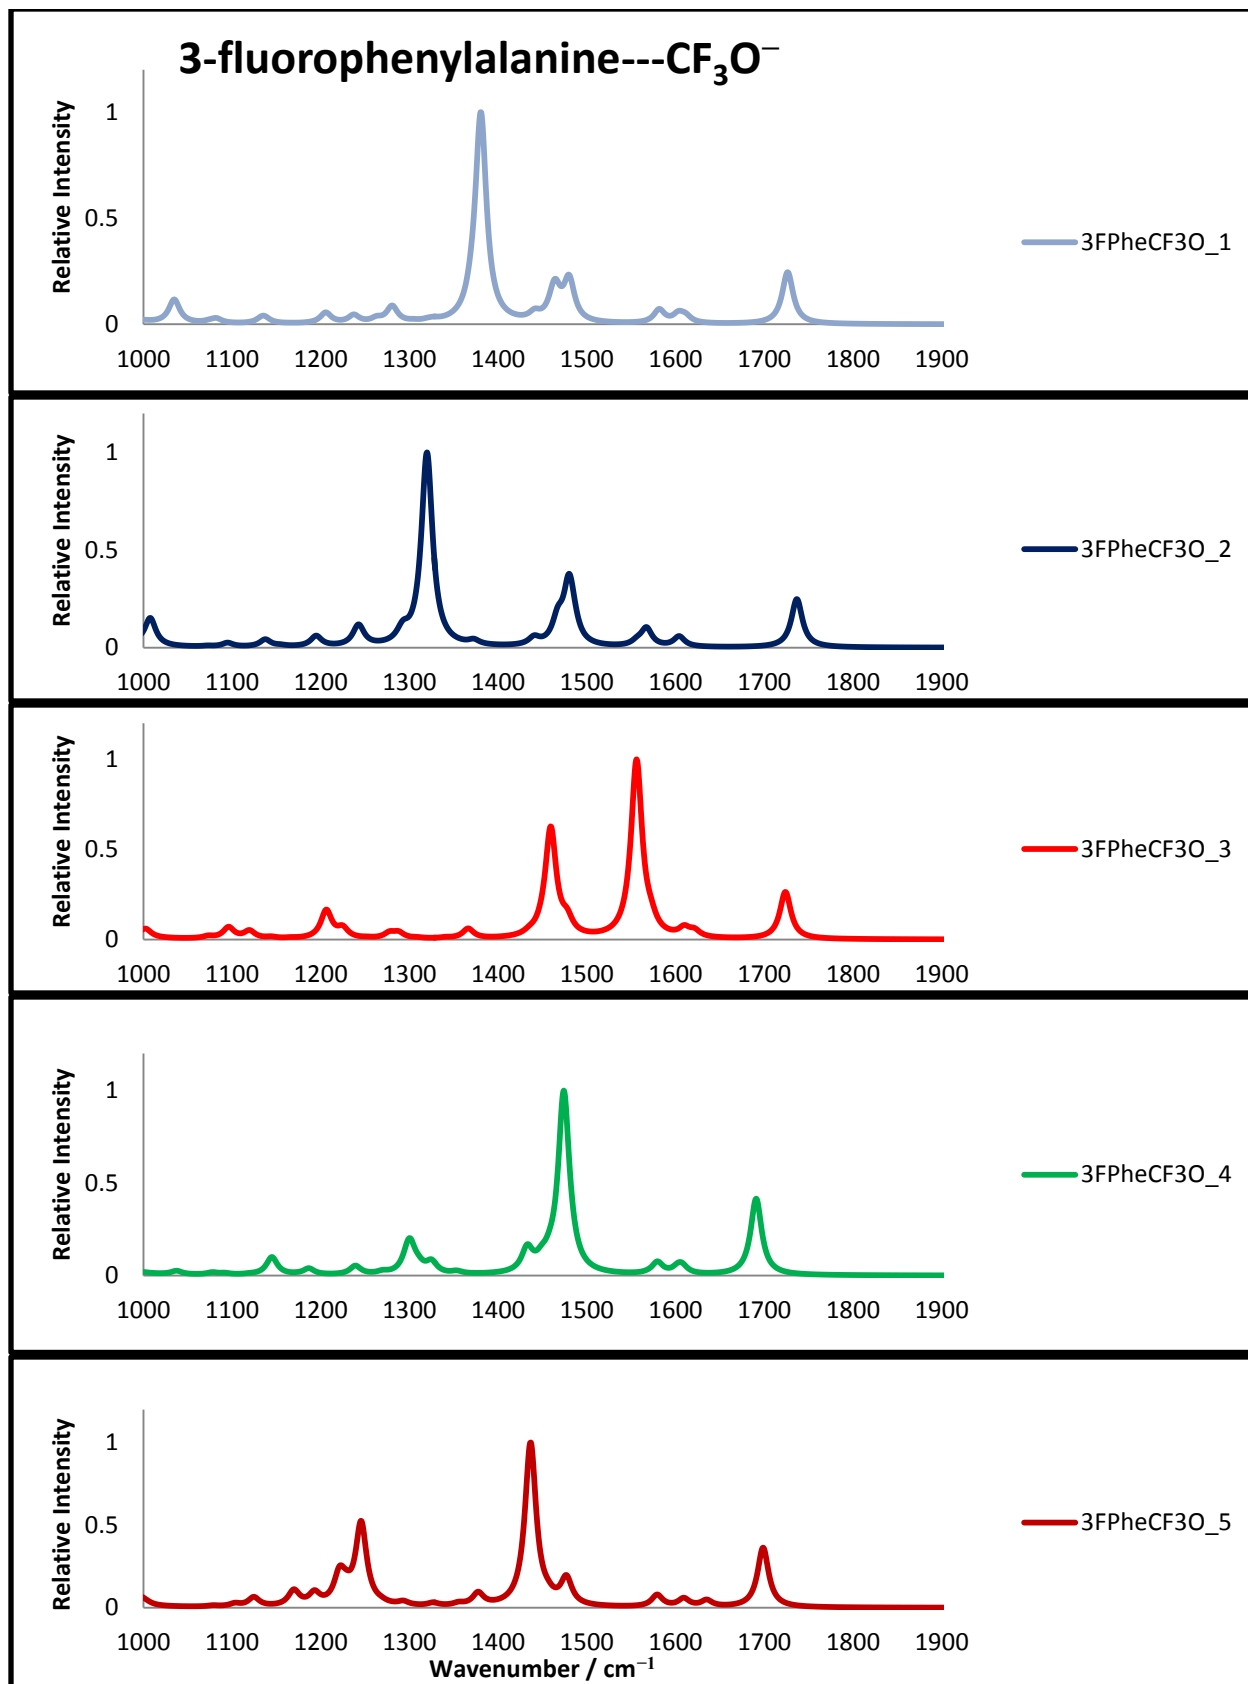 3-fluorophenylalanine---CF₃O⁻
Relative Intensity
1
0.5
0
1000 1100 1200 1300 1400 1500 1600 1700 1800 1900
3FPheCF3O_1
Relative Intensity
1
0.5
0
1000 1100 1200 1300 1400 1500 1600 1700 1800 1900
3FPheCF3O_2
Relative Intensity
1
0.5
0
1000 1100 1200 1300 1400 1500 1600 1700 1800 1900
3FPheCF3O_3
Relative Intensity
1
0.5
0
1000 1100 1200 1300 1400 1500 1600 1700 1800 1900
3FPheCF3O_4
Relative Intensity
1
0.5
0
1000 1100 1200 1300 1400 1500 1600 1700 1800 1900
3FPheCF3O_5
Wavenumber / cm⁻¹